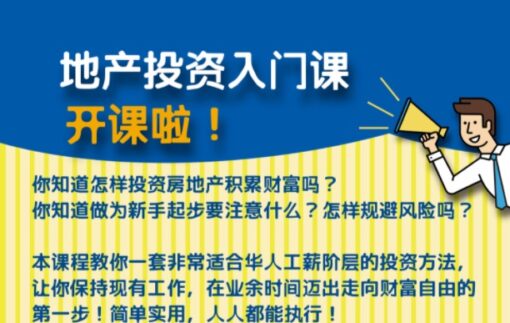 地产投资入门课
开课啦！
你知道怎样投资房地产积累财富吗？
你知道做为新手起步要注意什么？怎样规避风险吗？
本课程教你一套非常适合华人工薪阶层的投资方法，
让你保持现有工作，在业余时间迈出走向财富自由的
第一步！简单实用，人人都能执行！